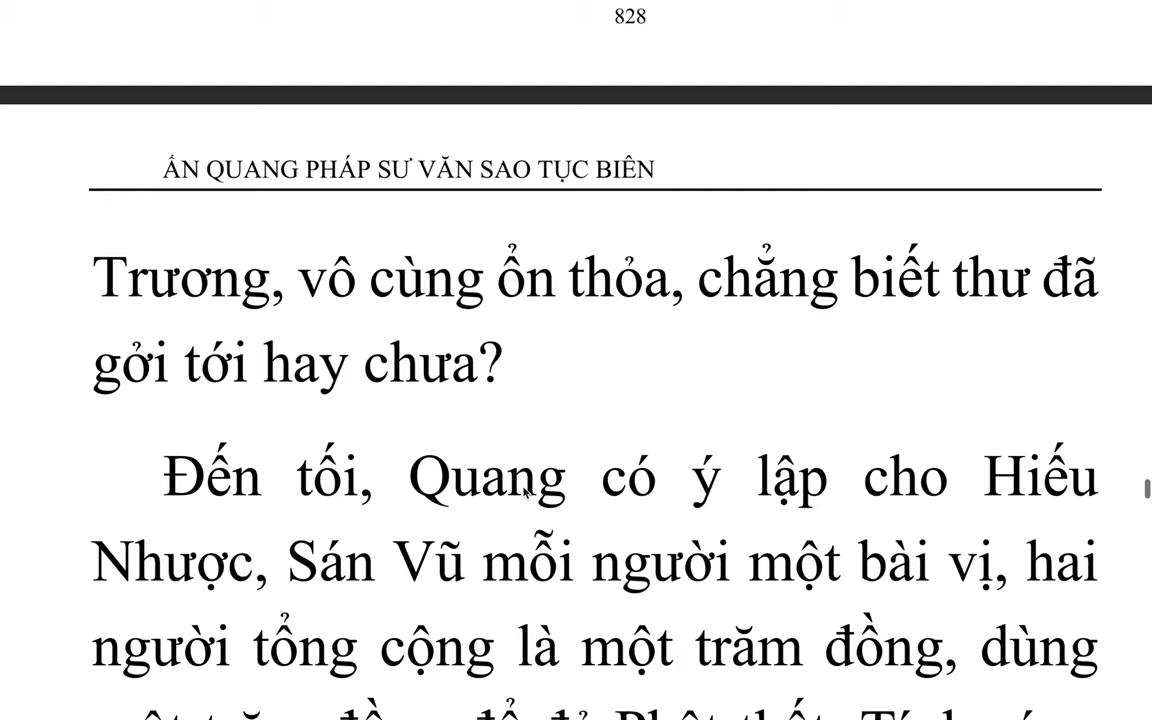 828
ẤN QUANG PHÁP SƯ VĂN SAO TỤC BIÊN
Trương, vô cùng ổn thỏa, chẳng biết thư đã
gởi tới hay chưa?
Đến tối, Quang có ý lập cho Hiếu
Nhược, Sán Vũ mỗi người một bài vị, hai
người tổng cộng là một trăm đồng, dùng